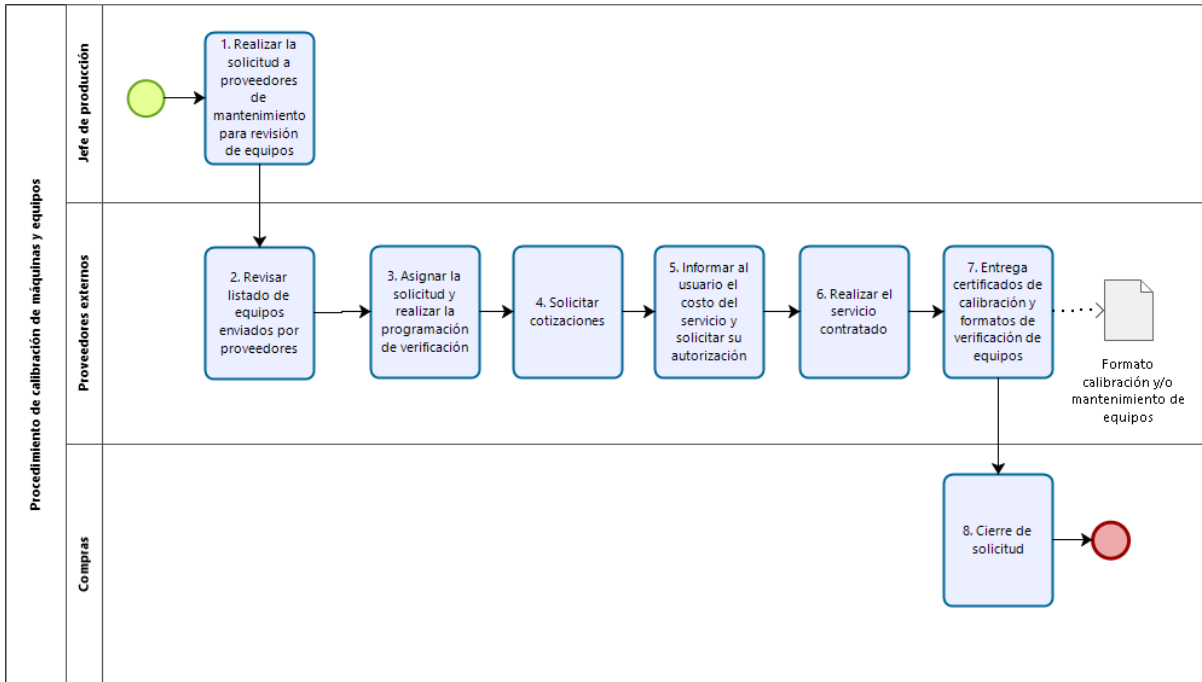 Procedimiento de calibración de máquinas y equipos
Jefe de producción
1. Realizar la
solicitud a
proveedores
de
mantenimiento
para revisión
de equipos
Proveedores externos
2. Revisar
listado de
equipos
enviados por
proveedores
3. Asignar la
solicitud y
realizar la
programación
de verificación
4. Solicitar
cotizaciones
5. Informar al
usuario el
costo del
servicio y
solicitar su
autorización
6. Realizar el
servicio
contratado
7. Entrega
certificados de
calibración y
formatos de
verificación de
equipos
Formato
calibración y/o
mantenimiento de
equipos
Compras
8. Cierre de
solicitud